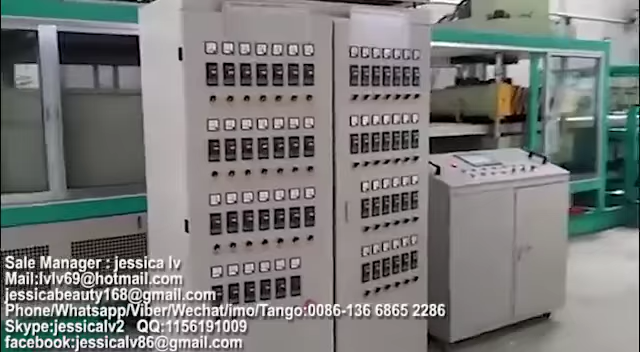 Sale Manager : jessica lv
Mail:lvlv69@hotmail.com
jessicabeauty168@gmail.com
Phone/Whatsapp/Viber/Wechat/imo/Tango:0086-136 6865 2286
Skype:jessicalv2 QQ:1156191009
facebook:jessicalv86@gmail.com